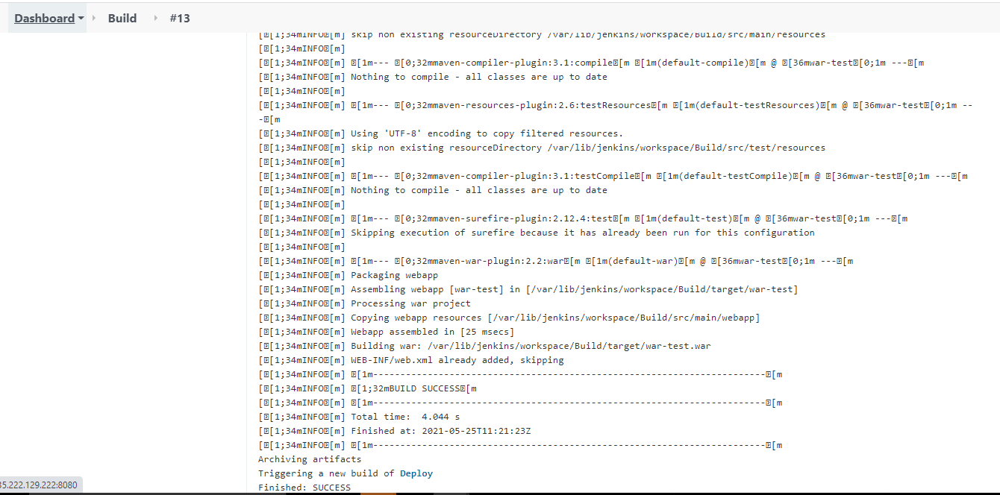 Dashboard Build #13
[␛[1;34mINFO␛[m] skip non existing resourceDirectory /var/lib/jenkins/workspace/Build/src/main/resources
[␛[1;34mINFO␛[m]
[␛[1;34mINFO␛[m] ␛[1m--- ␛[0;32mmaven-compiler-plugin:3.1:compile␛[m ␛[1m(default-compile)␛[m @ ␛[36mwar-test␛[0;1m ---␛[m
[␛[1;34mINFO␛[m] Nothing to compile - all classes are up to date
[␛[1;34mINFO␛[m]
[␛[1;34mINFO␛[m] ␛[1m--- ␛[0;32mmaven-resources-plugin:2.6:testResources␛[m ␛[1m(default-testResources)␛[m @ ␛[36mwar-test␛[0;1m --
-␛[m
[␛[1;34mINFO␛[m] Using 'UTF-8' encoding to copy filtered resources.
[␛[1;34mINFO␛[m] skip non existing resourceDirectory /var/lib/jenkins/workspace/Build/src/test/resources
[␛[1;34mINFO␛[m]
[␛[1;34mINFO␛[m] ␛[1m--- ␛[0;32mmaven-compiler-plugin:3.1:testCompile␛[m ␛[1m(default-testCompile)␛[m @ ␛[36mwar-test␛[0;1m ---␛[m
[␛[1;34mINFO␛[m] Nothing to compile - all classes are up to date
[␛[1;34mINFO␛[m]
[␛[1;34mINFO␛[m] ␛[1m--- ␛[0;32mmaven-surefire-plugin:2.12.4:test␛[m ␛[1m(default-test)␛[m @ ␛[36mwar-test␛[0;1m ---␛[m
[␛[1;34mINFO␛[m] Skipping execution of surefire because it has already been run for this configuration
[␛[1;34mINFO␛[m]
[␛[1;34mINFO␛[m] ␛[1m--- ␛[0;32mmaven-war-plugin:2.2:war␛[m ␛[1m(default-war)␛[m @ ␛[36mwar-test␛[0;1m ---␛[m
[␛[1;34mINFO␛[m] Packaging webapp
[␛[1;34mINFO␛[m] Assembling webapp [war-test] in [/var/lib/jenkins/workspace/Build/target/war-test]
[␛[1;34mINFO␛[m] Processing war project
[␛[1;34mINFO␛[m] Copying webapp resources [/var/lib/jenkins/workspace/Build/src/main/webapp]
[␛[1;34mINFO␛[m] Webapp assembled in [25 msecs]
[␛[1;34mINFO␛[m] Building war: /var/lib/jenkins/workspace/Build/target/war-test.war
[␛[1;34mINFO␛[m] WEB-INF/web.xml already added, skipping
[␛[1;34mINFO␛[m] ␛[1m------------------------------------------------------------------------␛[m
[␛[1;34mINFO␛[m] ␛[1;32mBUILD SUCCESS␛[m
[␛[1;34mINFO␛[m] ␛[1m------------------------------------------------------------------------␛[m
[␛[1;34mINFO␛[m] Total time:  4.044 s
[␛[1;34mINFO␛[m] Finished at: 2021-05-25T11:21:23Z
[␛[1;34mINFO␛[m] ␛[1m------------------------------------------------------------------------␛[m
Archiving artifacts
Triggering a new build of Deploy
Finished: SUCCESS
5.222.129.222:8080